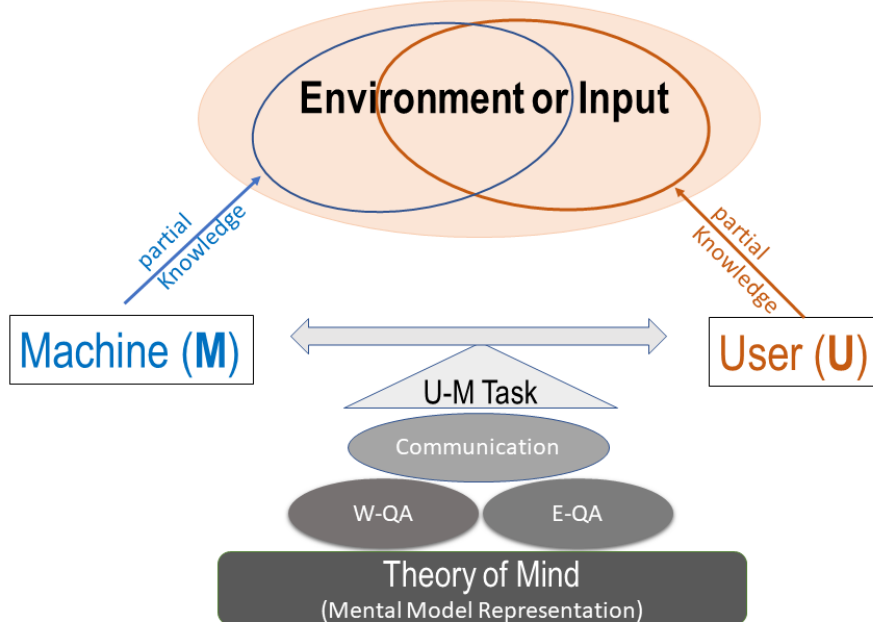 Environment or Input
partial
Knowledge
partial
Knowledge
Machine (M)
User (U)
U-M Task
Communication
W-QA
E-QA
Theory of Mind
(Mental Model Representation)